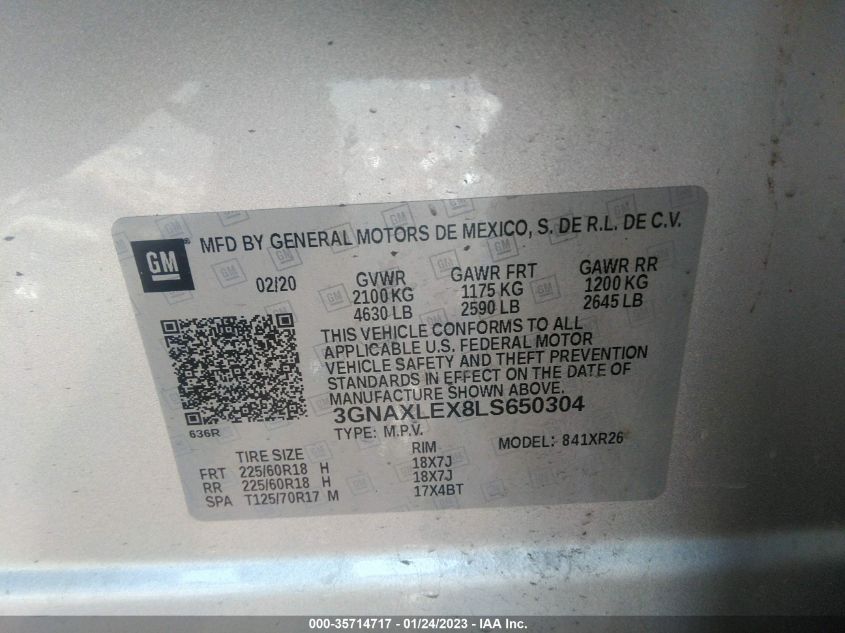 GM
MFD BY GENERAL MOTORS DE MEXICO, S. DE R.L. DE C.V.
02/20 GVWR GAWR FRT GAWR RR
2100 KG 1175 KG 1200 KG
4630 LB 2590 LB 2645 LB
THIS VEHICLE CONFORMS TO ALL
APPLICABLE U.S. FEDERAL MOTOR
VEHICLE SAFETY AND THEFT PREVENTION
STANDARDS IN EFFECT ON THE DATE OF
MANUFACTURE SHOWN ABOVE.
3GNAXLEX8LS650304
636R
TYPE: M.P.V. MODEL: 841XR26
TIRE SIZE RIM
FRT 225/60R18 H 18X7J
RR 225/60R18 H 18X7J
SPA T125/70R17 M 17X4BT
000-35714717 - 01/24/2023 - IAA Inc.